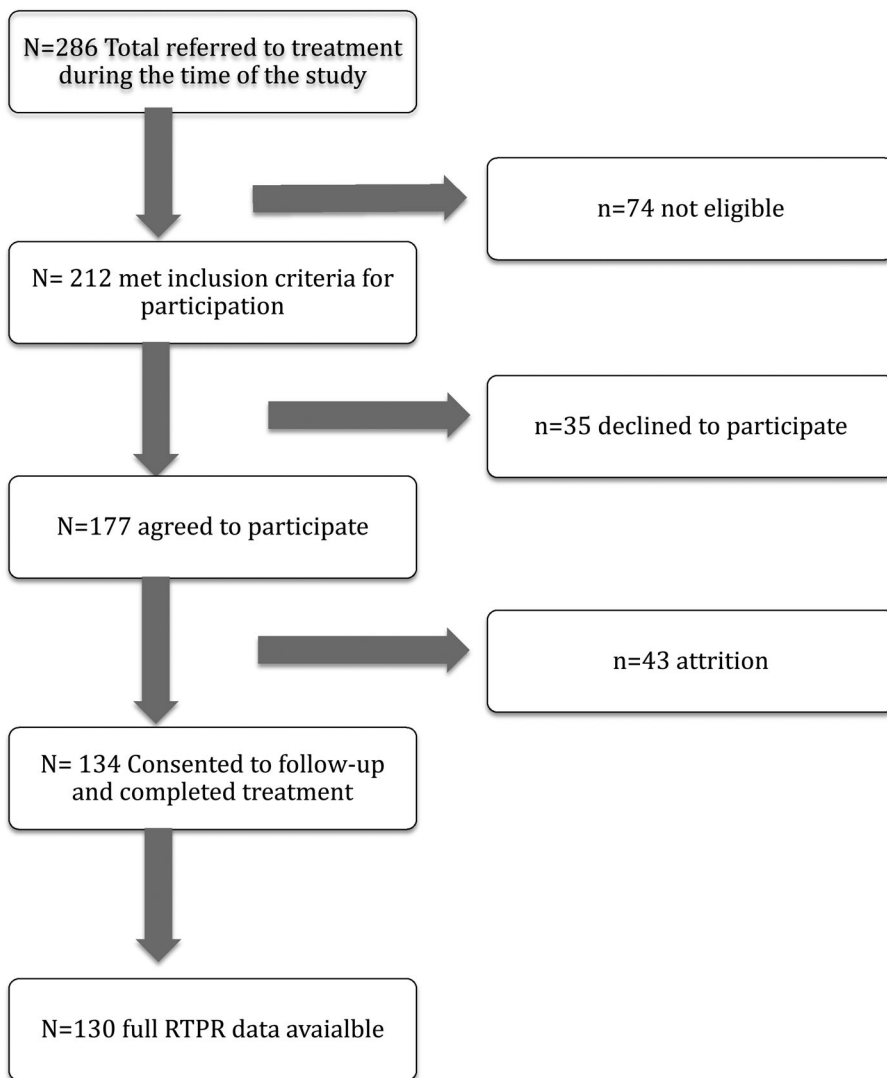 N=286 Total referred to treatment
during the time of the study
n=74 not eligible
N= 212 met inclusion criteria for
participation
n=35 declined to participate
N=177 agreed to participate
n=43 attrition
N= 134 Consented to follow-up
and completed treatment
N=130 full RTPR data avaialble